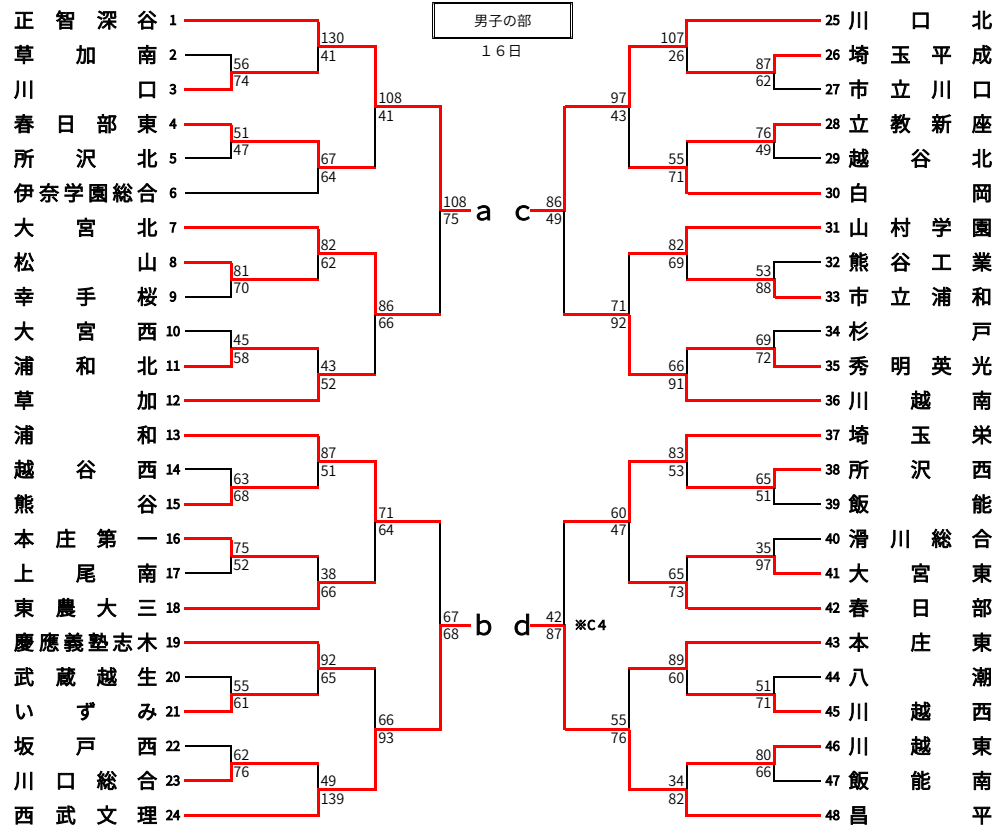 男子の部
１６日
正智深谷 1
草加南 2
川口 3
春日部東 4
所沢北 5
伊奈学園総合 6
大宮北 7
松山 8
幸手桜 9
大宮西 10
浦和北 11
草加 12
浦和 13
越谷西 14
熊谷 15
本庄第一 16
上尾南 17
東農大三 18
慶應義塾志木 19
武蔵越生 20
いずみ 21
坂戸西 22
川口総合 23
西武文理 24
56
74
51
47
81
70
45
58
63
68
75
52
55
61
62
76
130
41
67
64
82
62
43
52
87
51
38
66
92
65
49
139
108
41
86
66
71
64
66
93
108
75
67
68
a
b
c
d
※C４
86
49
42
87
97
43
71
92
60
47
55
76
107
26
55
71
82
69
66
91
83
53
65
73
89
60
34
82
87
62
76
49
53
88
69
72
65
51
35
97
51
71
80
66
25 川口北
26 埼玉平成
27 市立川口
28 立教新座
29 越谷北
30 白岡
31 山村学園
32 熊谷工業
33 市立浦和
34 杉戸
35 秀明英光
36 川越南
37 埼玉栄
38 所沢西
39 飯能
40 滑川総合
41 大宮東
42 春日部
43 本庄東
44 八潮
45 川越西
46 川越東
47 飯能南
48 昌平